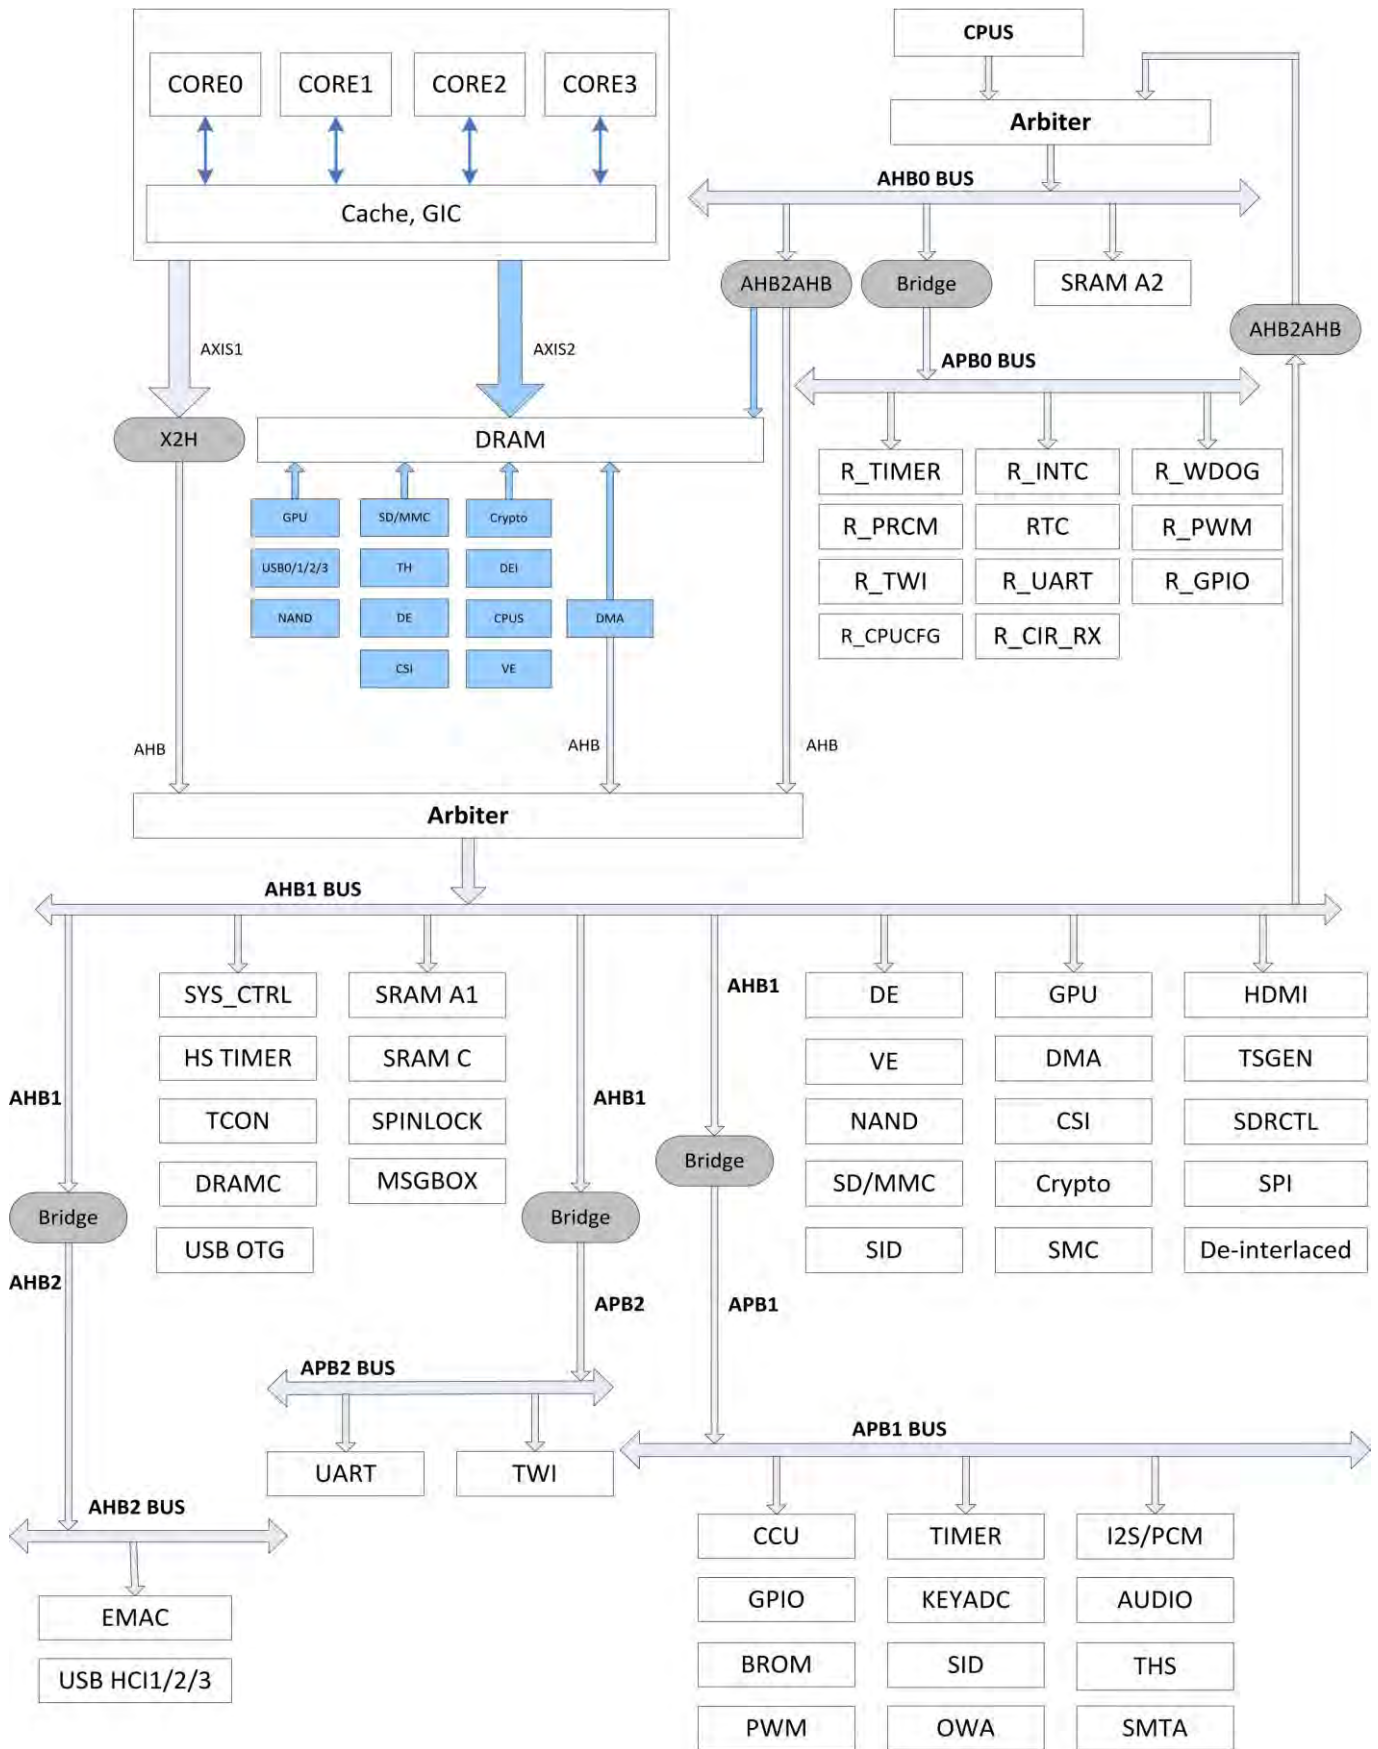 CPUS
CORE0 CORE1 CORE2 CORE3
Arbiter
AHB0 BUS
Cache, GIC
AHB2AHB Bridge SRAM A2
AHB2AHB
AXIS1 AXIS2
APB0 BUS
X2H DRAM
R_TIMER R_INTC R_WDOG
GPU SD/MMC Crypto
R_PRCM RTC R_PWM
USB0/1/2/3 TH DEI
R_TWI R_UART R_GPIO
NAND DE CPUS DMA
R_CPUCFG R_CIR_RX
CSI VE
AHB AHB AHB
Arbiter
AHB1 BUS
AHB1
SYS_CTRL SRAM A1 DE GPU HDMI
HS TIMER SRAM C VE DMA TSGEN
AHB1 AHB1
TCON SPINLOCK NAND CSI SDRCTL
Bridge
DRAMC MSGBOX SD/MMC Crypto SPI
Bridge Bridge
USB OTG SID SMC De-interlaced
AHB2 APB2 APB1
APB2 BUS
APB1 BUS
UART TWI
AHB2 BUS
CCU TIMER I2S/PCM
EMAC GPIO KEYADC AUDIO
USB HCI1/2/3 BROM SID THS
PWM OWA SMTA